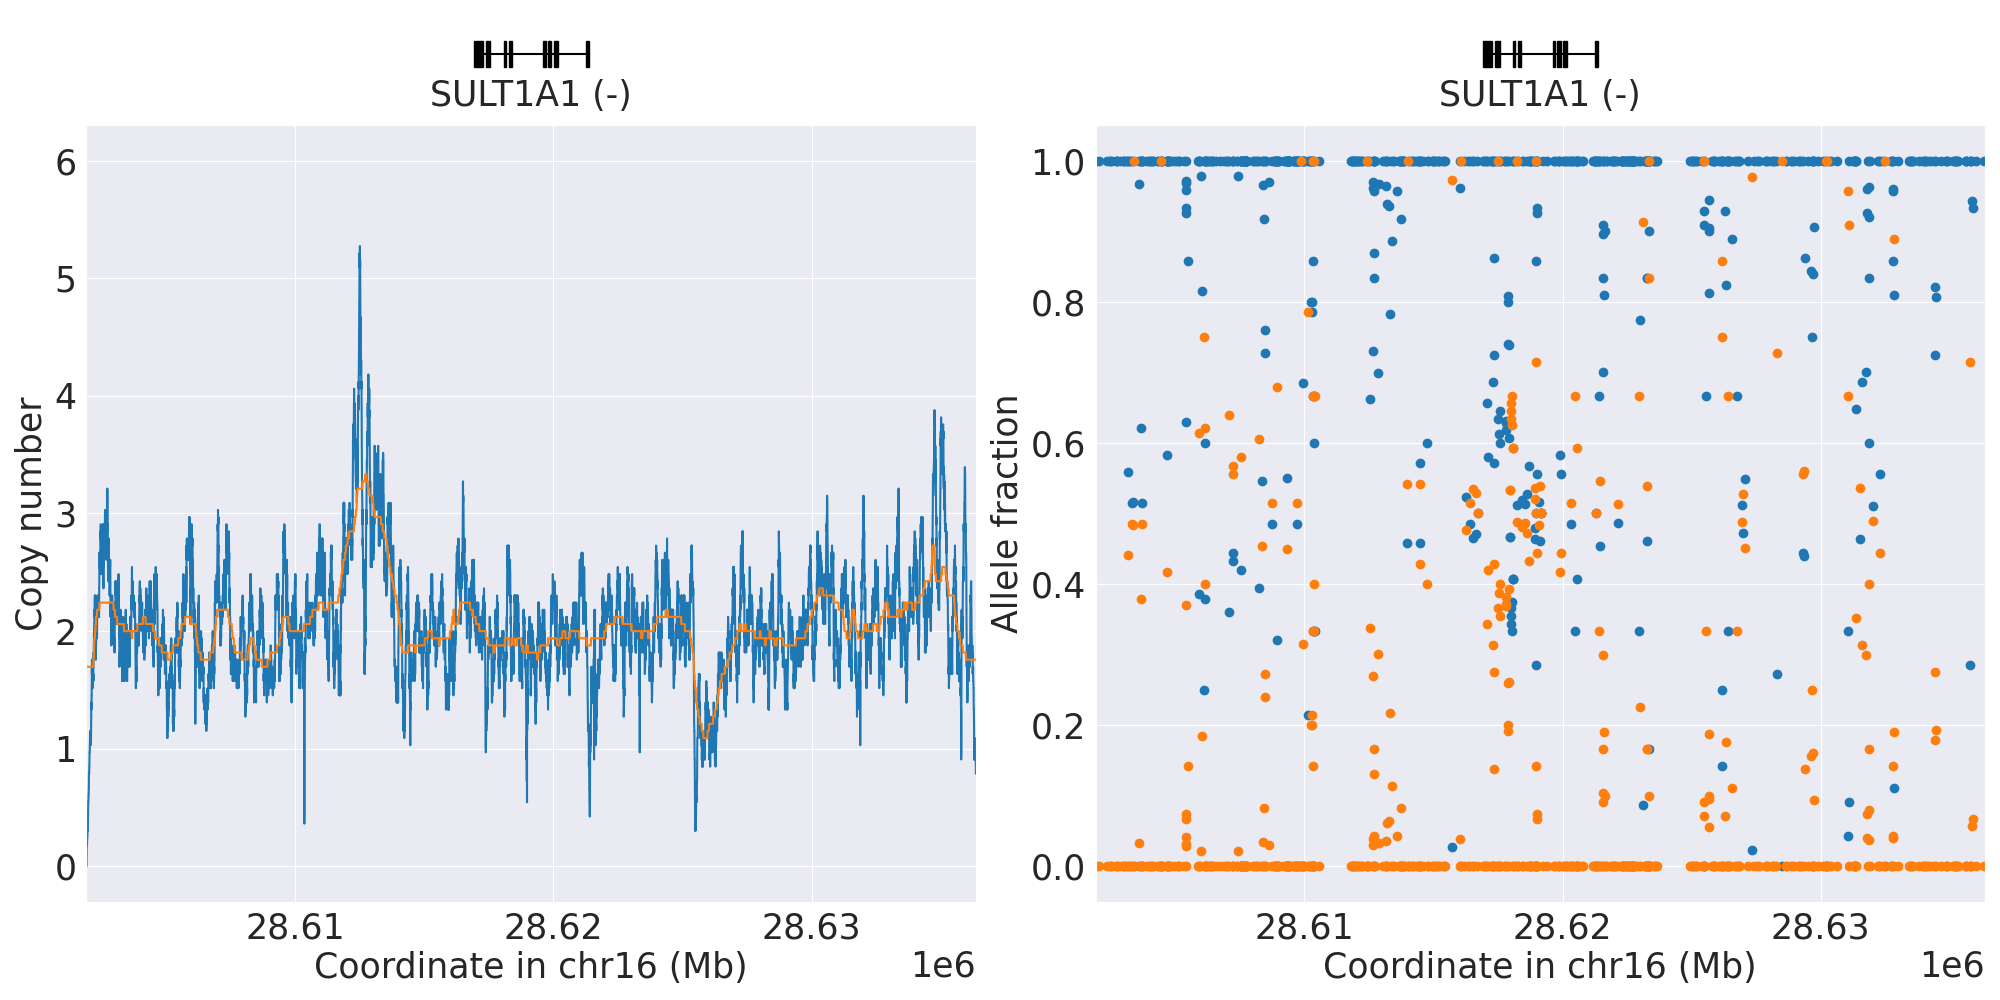 SULT1A1 (-)
Copy number
6
5
4
3
2
1
0
28.61
28.62
28.63
Coordinate in chr16 (Mb)
1e6
SULT1A1 (-)
Allele fraction
1.0
0.8
0.6
0.4
0.2
0.0
28.61
28.62
28.63
Coordinate in chr16 (Mb)
1e6